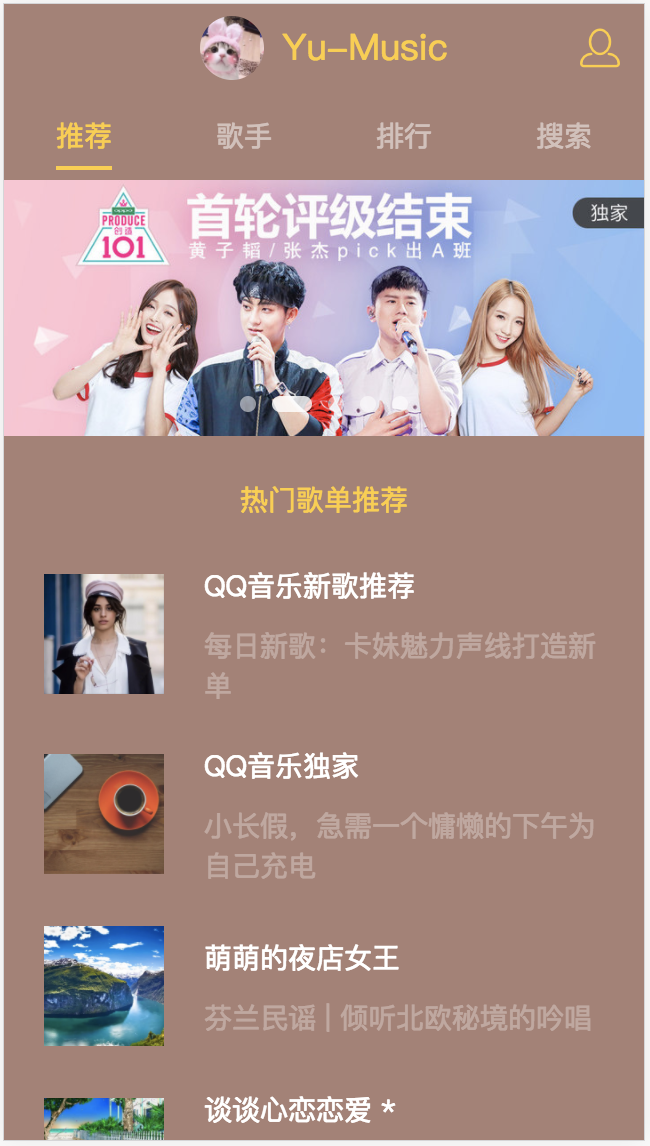 Yu-Music
推荐
歌手
排行
搜索
PRODUCE
创造
101
首轮评级结束
黄子韬/张杰pick出A班
独家
热门歌单推荐
QQ音乐新歌推荐
每日新歌：卡妹魅力声线打造新
单
QQ音乐独家
小长假，急需一个慵懒的下午为
自己充电
萌萌的夜店女王
芬兰民谣 | 倾听北欧秘境的吟唱
谈谈心恋恋爱 *